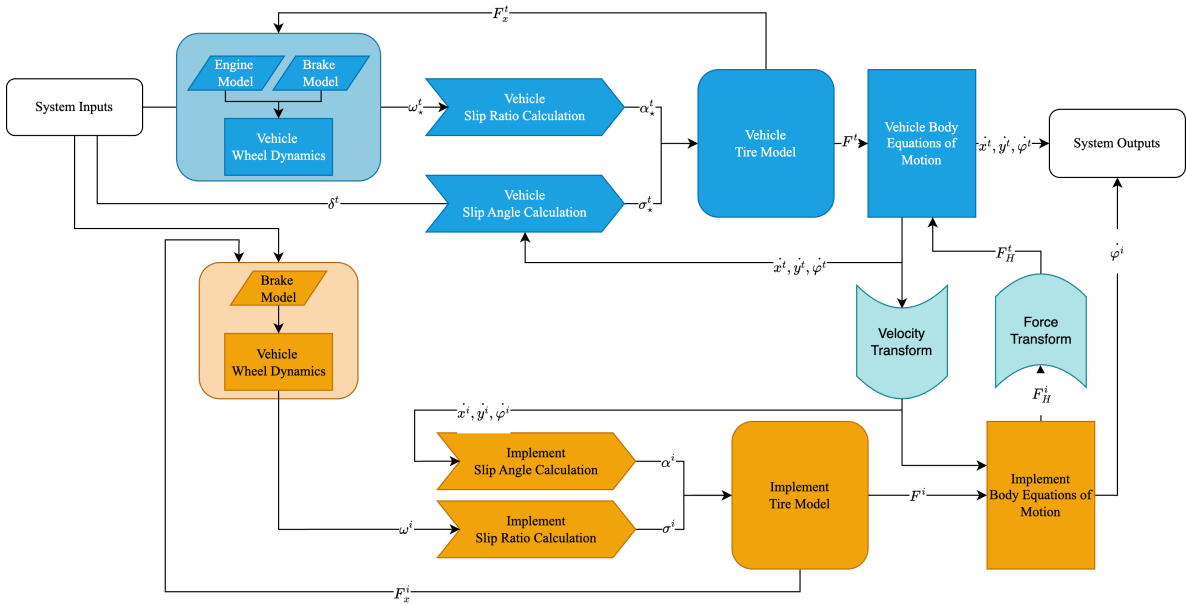 F_x^t
Engine
Model
Brake
Model
System Inputs
Vehicle
Wheel Dynamics
ω_⋆^t
Vehicle
Slip Ratio Calculation
α_⋆^t
Vehicle
Tire Model
F^t
Vehicle Body
Equations of
Motion
ẋ^t, ẏ^t, φ̇^t
System Outputs
δ^t
Vehicle
Slip Angle Calculation
σ_⋆^t
ẋ^t, ẏ^t, φ̇^t
F_H^t
φ̇^i
Brake
Model
Vehicle
Wheel Dynamics
Velocity
Transform
Force
Transform
F_H^i
ẋ^i, ẏ^i, φ̇^i
Implement
Slip Angle Calculation
α^i
Implement
Tire Model
F^i
Implement
Body Equations of
Motion
ω^i
Implement
Slip Ratio Calculation
σ^i
F_x^i